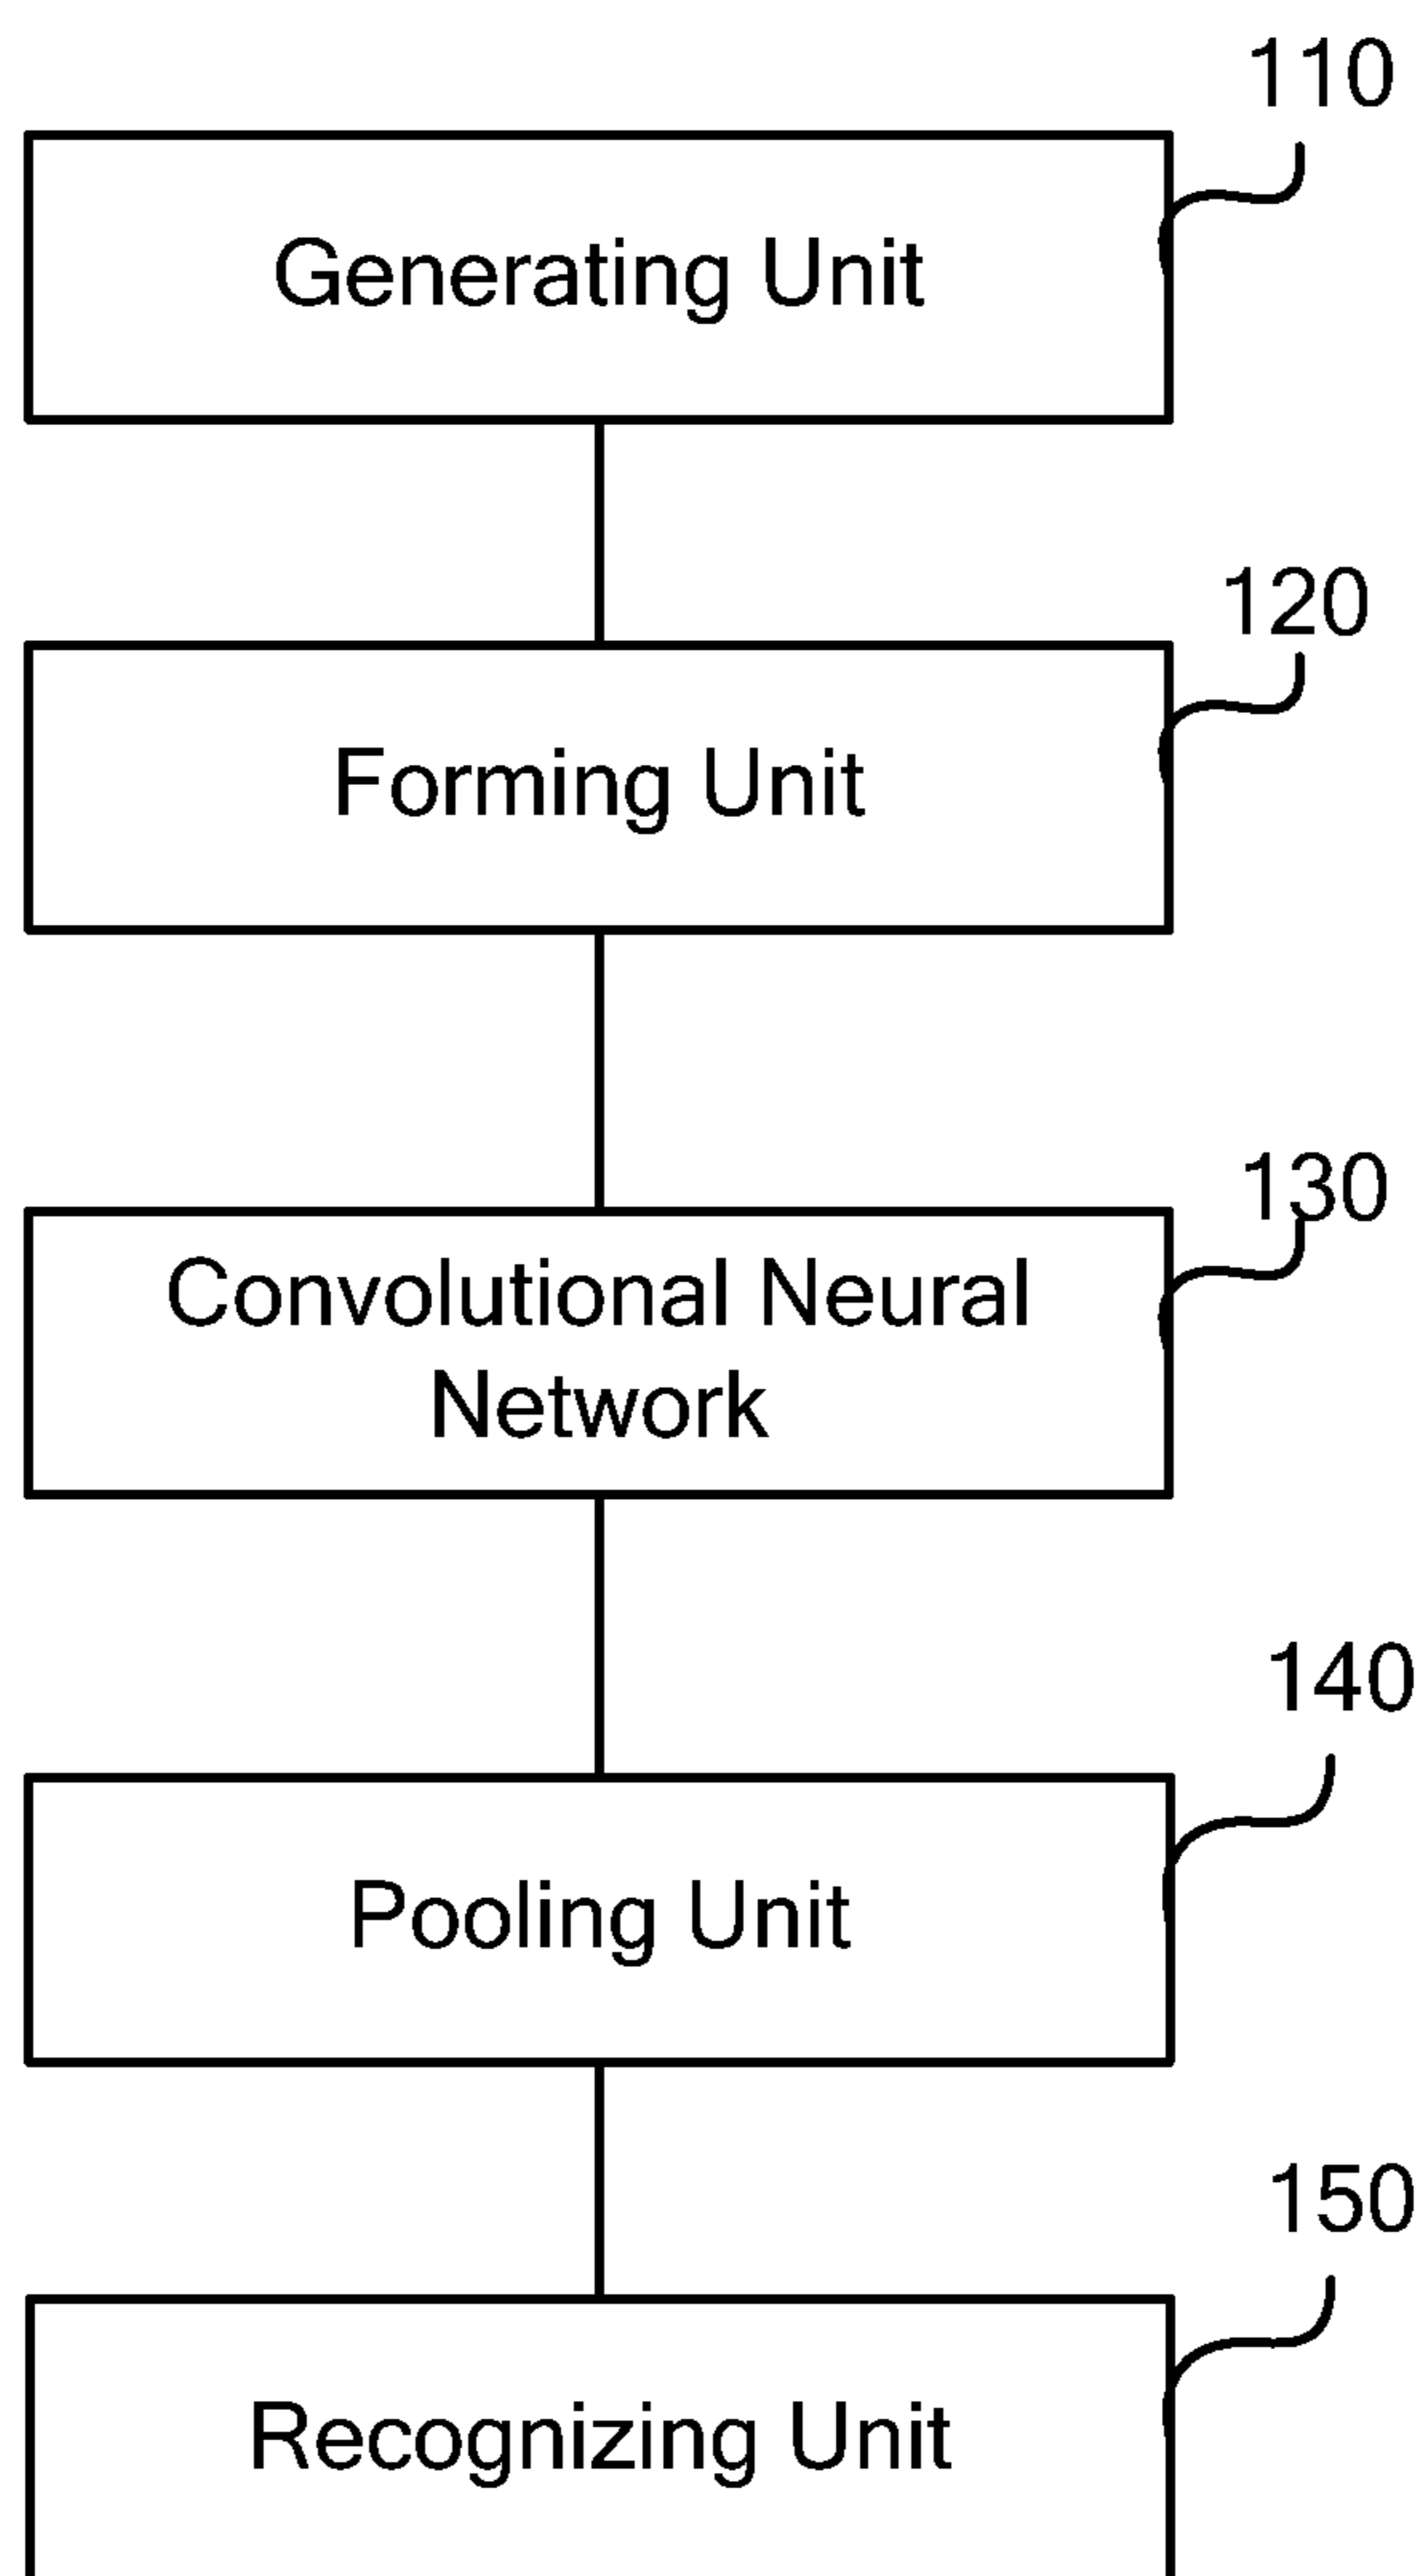 110
Generating Unit
120
Forming Unit
130
Convolutional Neural
Network
140
Pooling Unit
150
Recognizing Unit